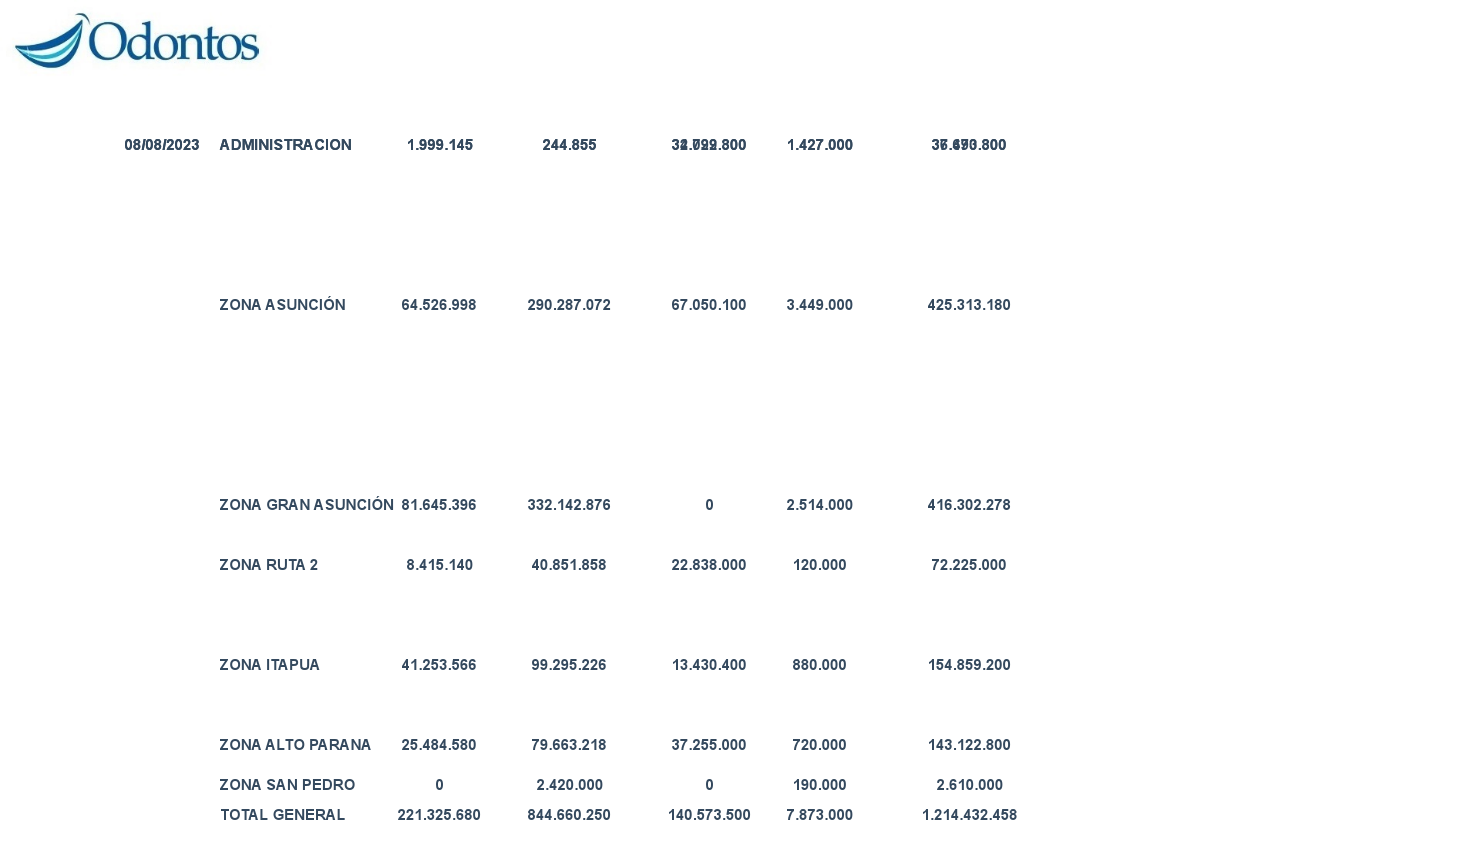 Odontos
08/08/2023 ADMINISTRACION 1.999.145 244.855 1.427.000
ZONA ASUNCIÓN 64.526.998 290.287.072 67.050.100 3.449.000 425.313.180
ZONA GRAN ASUNCIÓN 81.645.396 332.142.876 0 2.514.000 416.302.278
ZONA RUTA 2 8.415.140 40.851.858 22.838.000 120.000 72.225.000
ZONA ITAPUA 41.253.566 99.295.226 13.430.400 880.000 154.859.200
ZONA ALTO PARANA 25.484.580 79.663.218 37.255.000 720.000 143.122.800
ZONA SAN PEDRO 0 2.420.000 0 190.000 2.610.000
TOTAL GENERAL 221.325.680 844.660.250 140.573.500 7.873.000 1.214.432.458